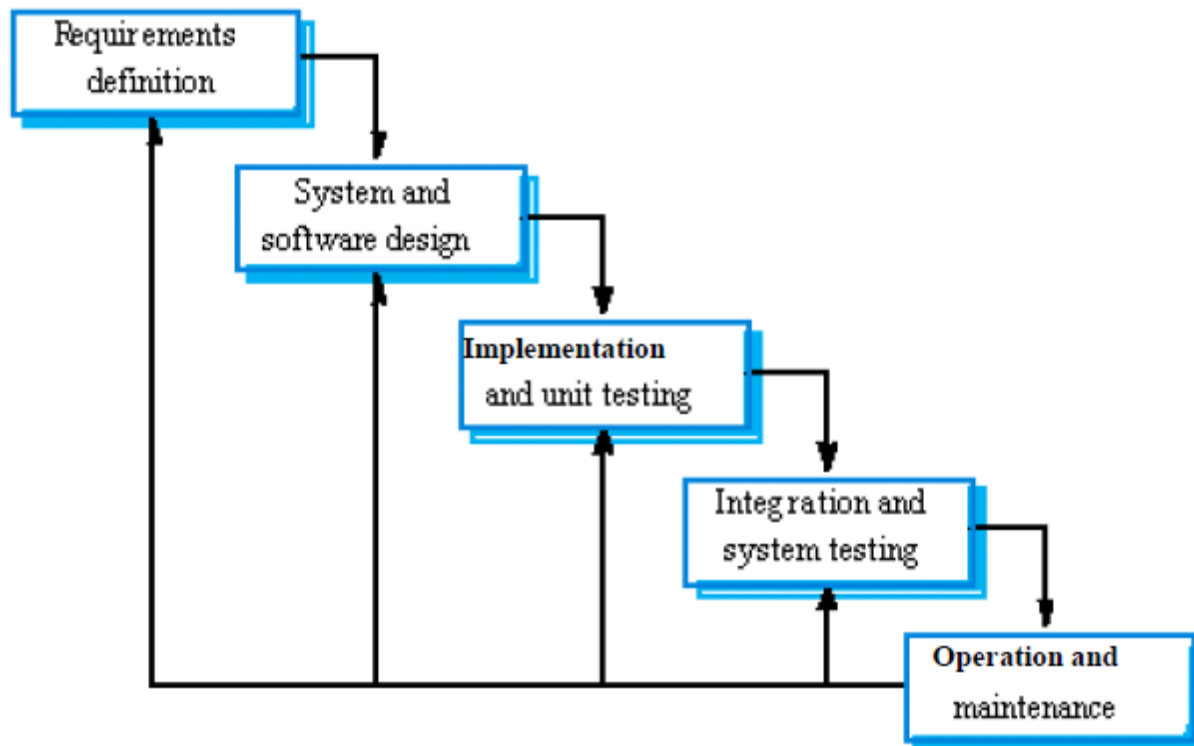 Requirements
definition
System and
software design
Implementation
and unit testing
Integration and
system testing
Operation and
maintenance